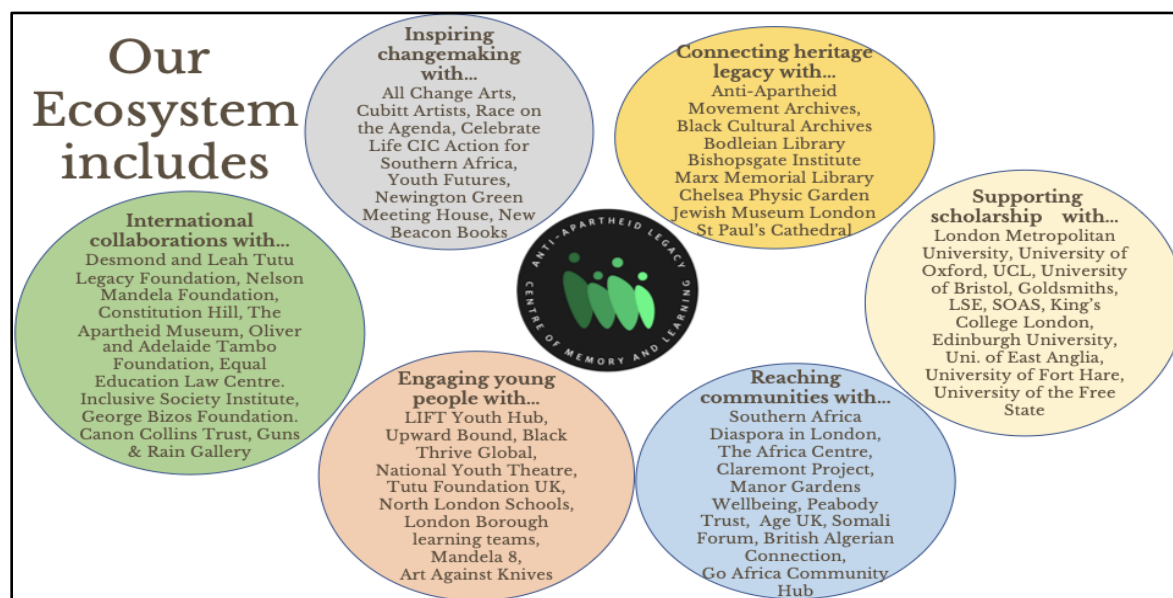 Our
Ecosystem
includes
Inspiring
changemaking
with...
All Change Arts,
Cubitt Artists, Race on
the Agenda, Celebrate
Life CIC Action for
Southern Africa,
Youth Futures,
Newington Green
Meeting House, New
Beacon Books
Connecting heritage
legacy with...
Anti-Apartheid
Movement Archives,
Black Cultural Archives
Bodleian Library
Bishopsgate Institute
Marx Memorial Library
Chelsea Physic Garden
Jewish Museum London
St Paul's Cathedral
Supporting
scholarship with...
London Metropolitan
University, University of
Oxford, UCL, University
of Bristol, Goldsmiths,
LSE, SOAS, King's
College London,
Edinburgh University,
Uni. of East Anglia,
University of Fort Hare,
University of the Free
State
International
collaborations with...
Desmond and Leah Tutu
Legacy Foundation, Nelson
Mandela Foundation,
Constitution Hill, The
Apartheid Museum, Oliver
and Adelaide Tambo
Foundation, Equal
Education Law Centre.
Inclusive Society Institute,
George Bizos Foundation.
Canon Collins Trust, Guns
& Rain Gallery
ANTI-APARTHEID LEGACY
CENTRE OF MEMORY AND LEARNING
Engaging young
people with...
LIFT Youth Hub,
Upward Bound, Black
Thrive Global,
National Youth Theatre,
Tutu Foundation UK,
North London Schools,
London Borough
learning teams,
Mandela 8,
Art Against Knives
Reaching
communities with...
Southern Africa
Diaspora in London,
The Africa Centre,
Claremont Project,
Manor Gardens
Wellbeing, Peabody
Trust, Age UK, Somali
Forum, British Algerian
Connection,
Go Africa Community
Hub